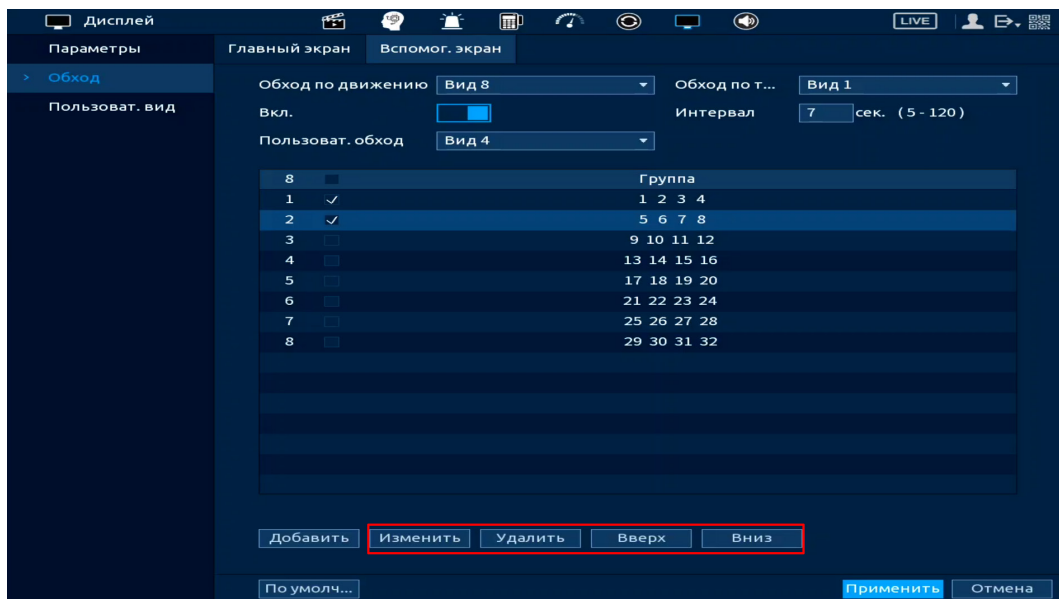 Дисплей LIVE
Параметры
Обход
Пользоват. вид
Главный экран Вспомог. экран
Обход по движению Вид 8 Обход по т... Вид 1
Вкл. Интервал 7 сек. (5 - 120)
Пользоват. обход Вид 4
8 Группа
1 1 2 3 4
2 5 6 7 8
3 9 10 11 12
4 13 14 15 16
5 17 18 19 20
6 21 22 23 24
7 25 26 27 28
8 29 30 31 32
Добавить Изменить Удалить Вверх Вниз
По умолч... Применить Отмена